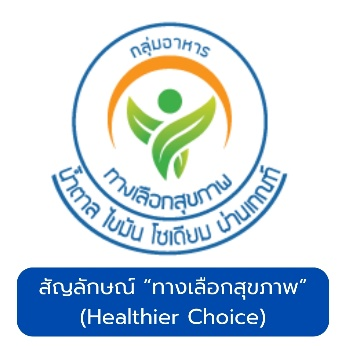 กลุ่มอาหาร
ทางเลือกสุขภาพ
น้ำตาล ไขมัน โซเดียม ผ่านเกณฑ์
สัญลักษณ์ “ทางเลือกสุขภาพ”
(Healthier Choice)